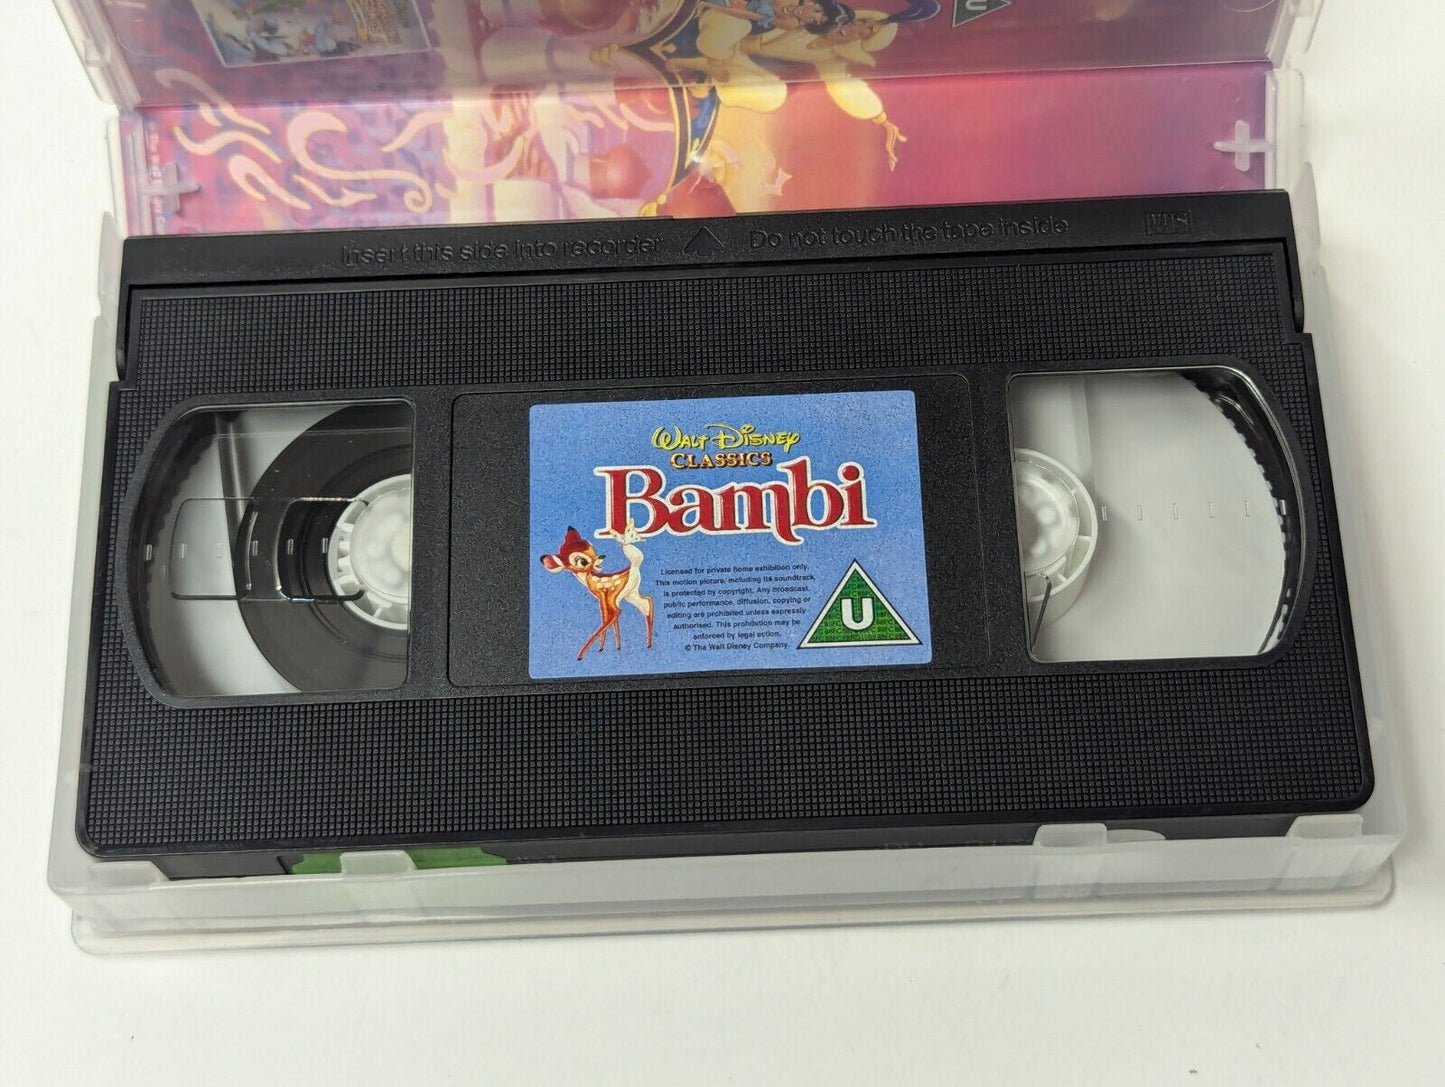 U
Insert this side into recorder
Do not touch the tape inside
VHS
WALT DISNEY
CLASSICS
Bambi
Licensed for private home exhibition only.
This motion picture, including its soundtrack,
is protected by copyright. Any broadcast,
public performance, diffusion, copying or
editing are prohibited unless expressly
authorised. This prohibition may be
enforced by legal action.
© The Walt Disney Company.
U